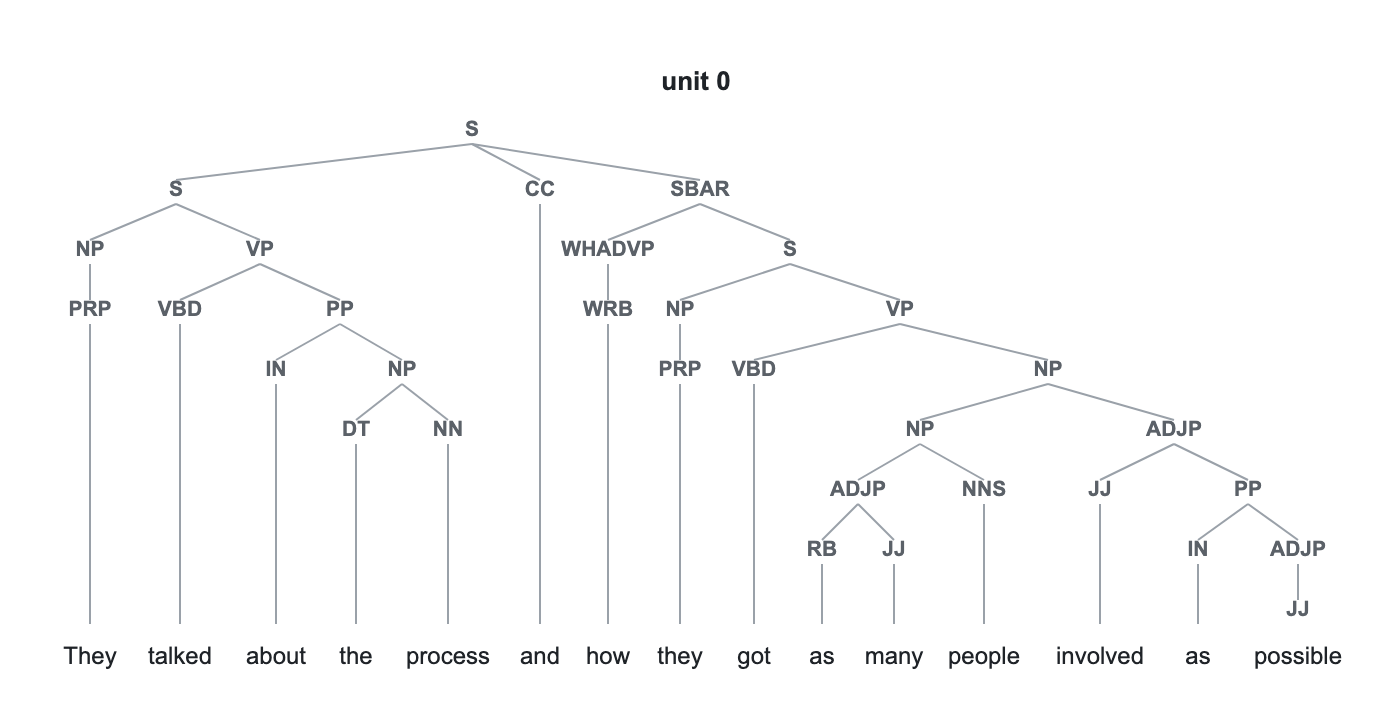 unit 0
S
S CC SBAR
NP VP WHADVP S
PRP VBD PP WRB NP VP
IN NP PRP VBD NP
DT NN NP ADJP
ADJP NNS JJ PP
RB JJ IN ADJP
JJ
They talked about the process and how they got as many people involved as possible